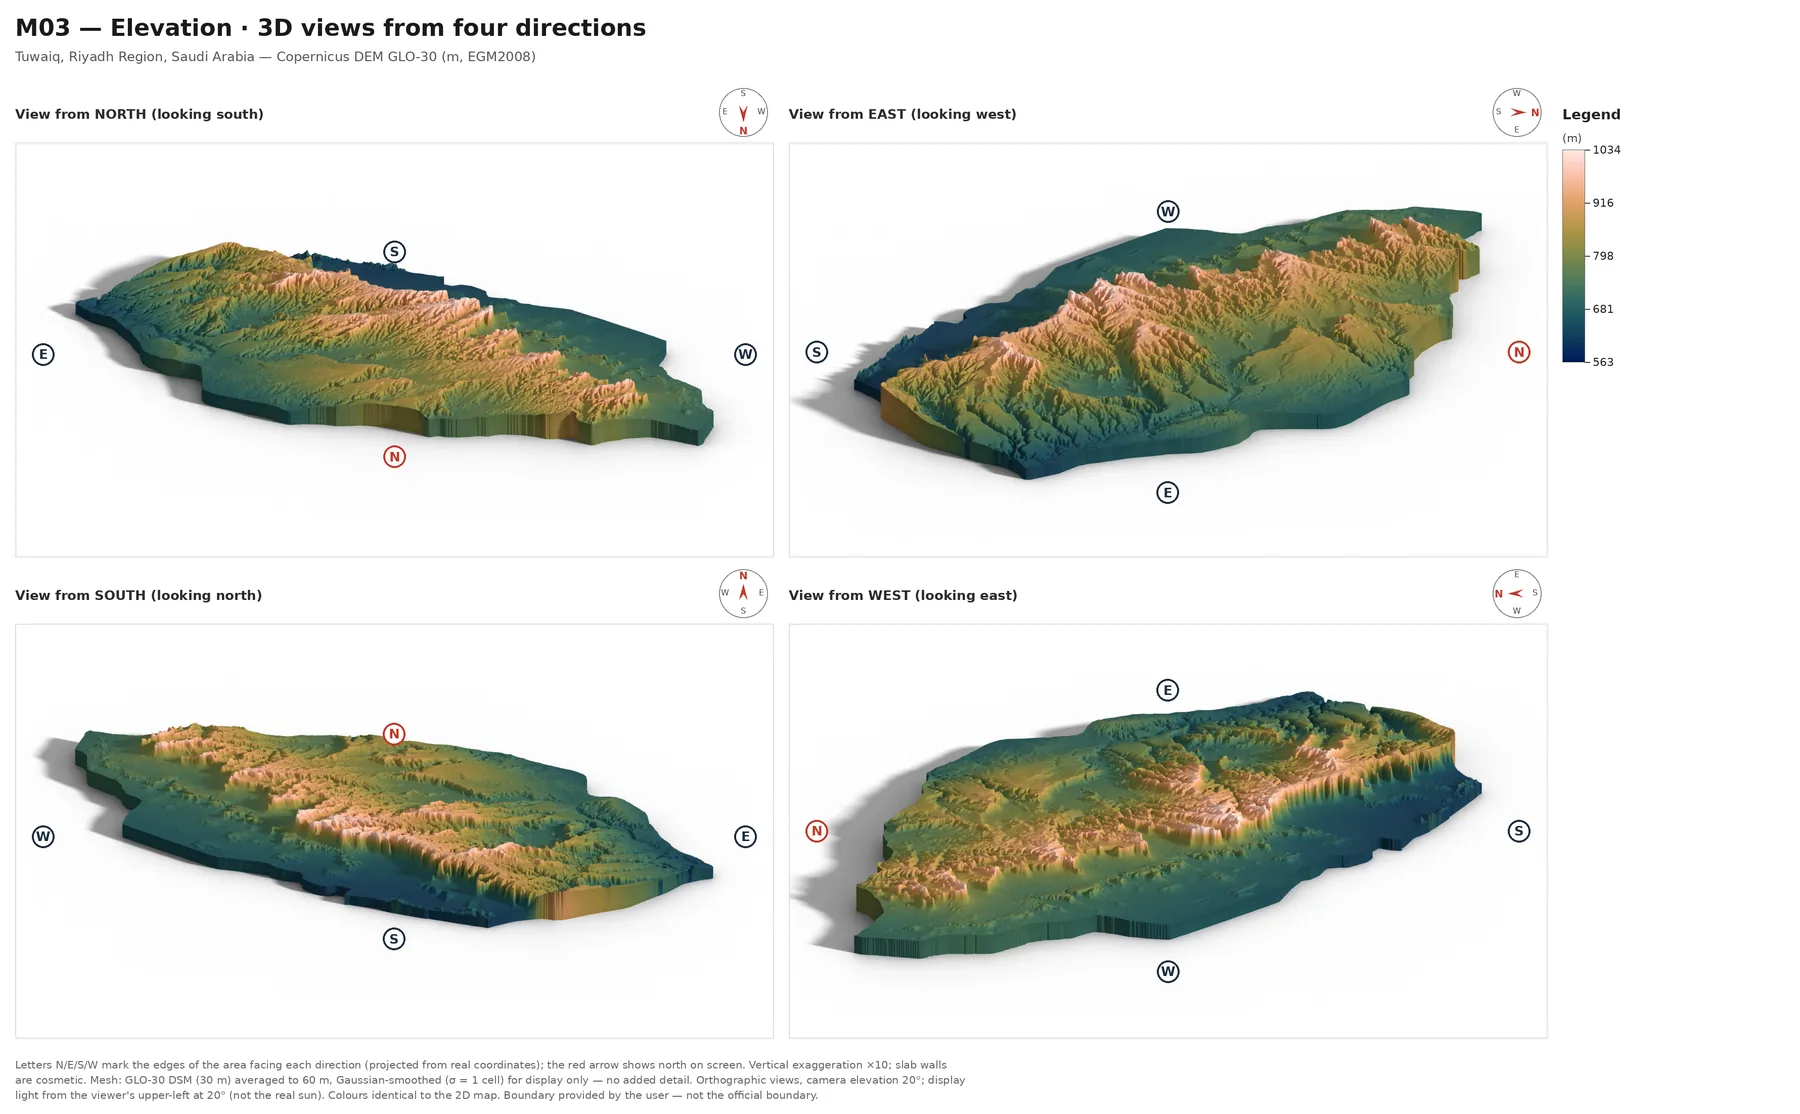 M03 — Elevation · 3D views from four directions
Tuwaiq, Riyadh Region, Saudi Arabia — Copernicus DEM GLO-30 (m, EGM2008)
View from NORTH (looking south)
S
E
W
N
View from EAST (looking west)
W
S
N
E
Legend
(m)
1034
916
798
681
563
S
E
W
N
W
S
N
E
View from SOUTH (looking north)
N
W
E
S
View from WEST (looking east)
E
N
S
W
N
W
E
S
E
N
S
W
Letters N/E/S/W mark the edges of the area facing each direction (projected from real coordinates); the red arrow shows north on screen. Vertical exaggeration ×10; slab walls
are cosmetic. Mesh: GLO-30 DSM (30 m) averaged to 60 m, Gaussian-smoothed (σ = 1 cell) for display only — no added detail. Orthographic views, camera elevation 20°; display
light from the viewer's upper-left at 20° (not the real sun). Colours identical to the 2D map. Boundary provided by the user — not the official boundary.